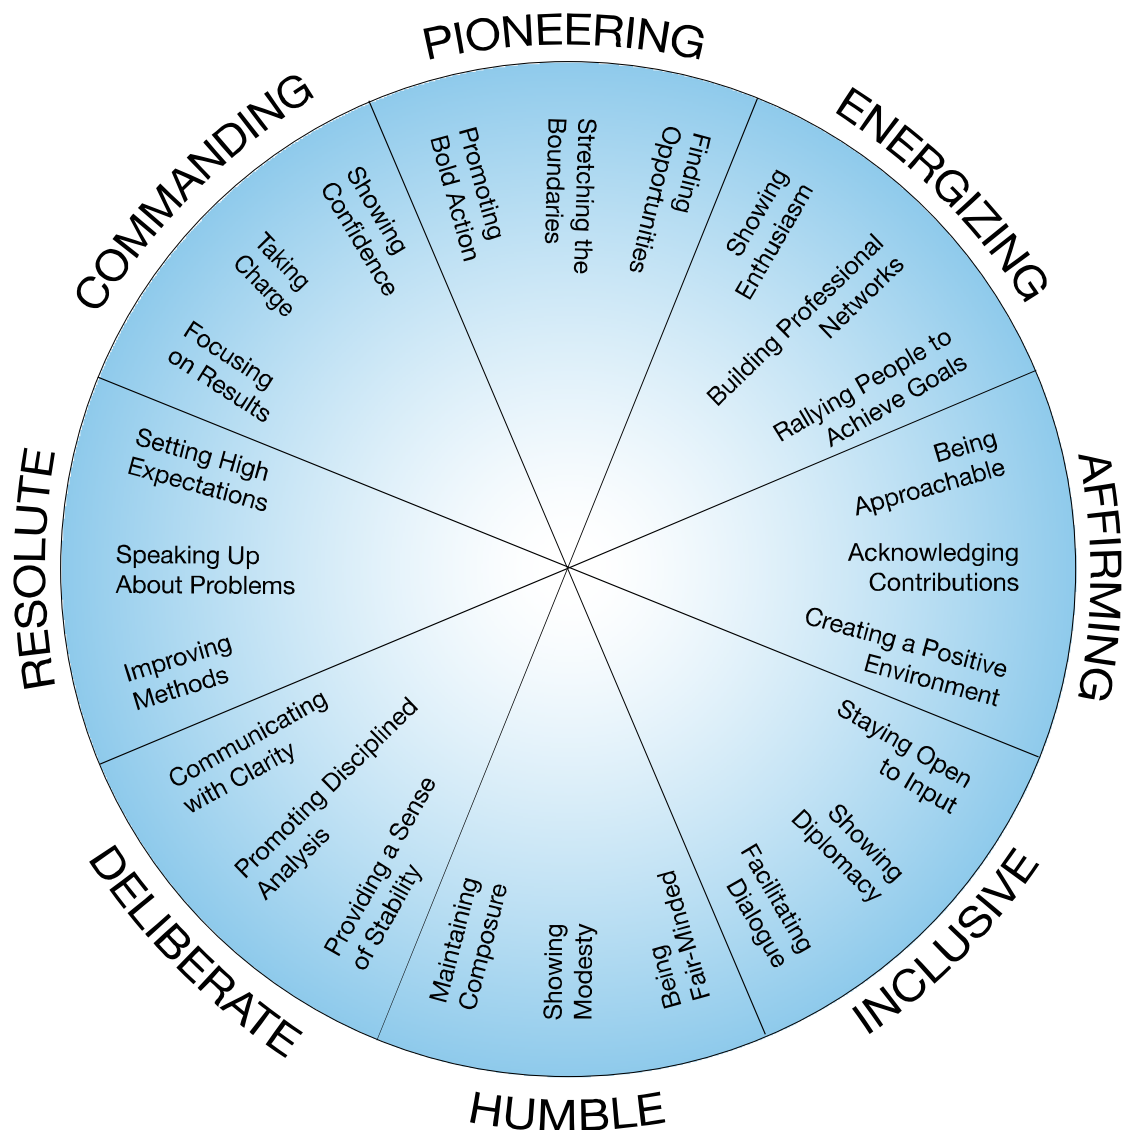 PIONEERING
Promoting
Bold Action
Stretching the
Boundaries
Finding
Opportunities
ENERGIZING
Showing
Enthusiasm
Building Professional
Networks
Rallying People to
Achieve Goals
AFFIRMING
Being
Approachable
Acknowledging
Contributions
Creating a Positive
Environment
INCLUSIVE
Staying Open
to Input
Showing
Diplomacy
Facilitating
Dialogue
HUMBLE
Being
Fair-Minded
Showing
Modesty
Maintaining
Composure
DELIBERATE
Providing a Sense
of Stability
Promoting Disciplined
Analysis
Communicating
with Clarity
RESOLUTE
Improving
Methods
Speaking Up
About Problems
Setting High
Expectations
COMMANDING
Focusing
on Results
Taking
Charge
Showing
Confidence